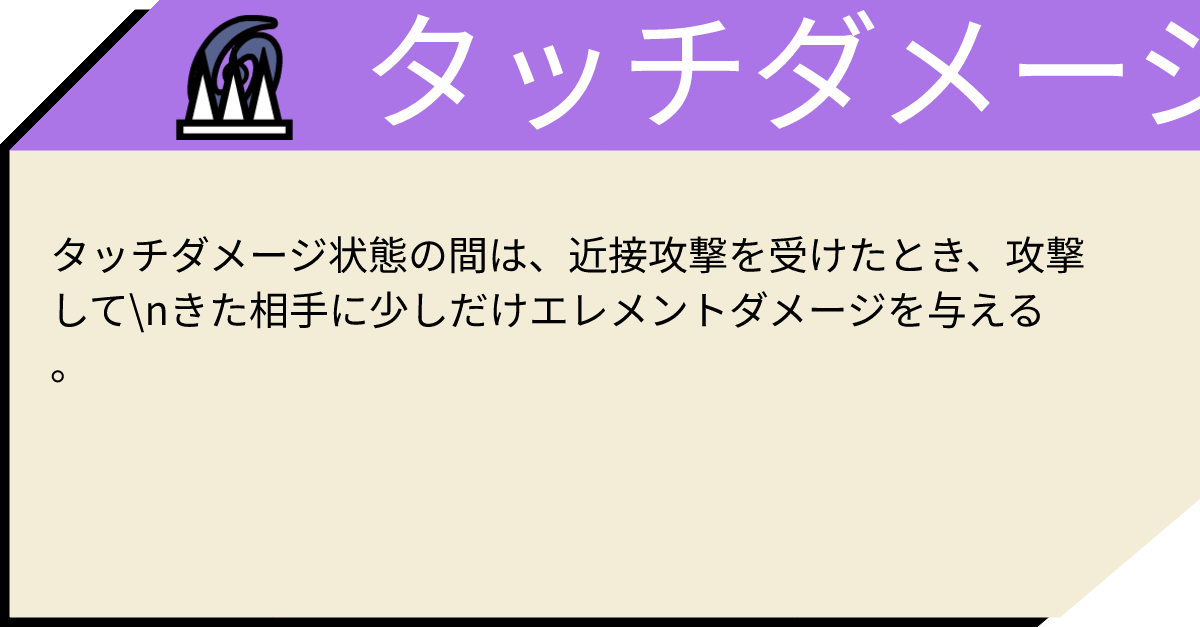 タッチダメージ
タッチダメージ状態の間は、近接攻撃を受けたとき、攻撃
して\nきた相手に少しだけエレメントダメージを与える
。